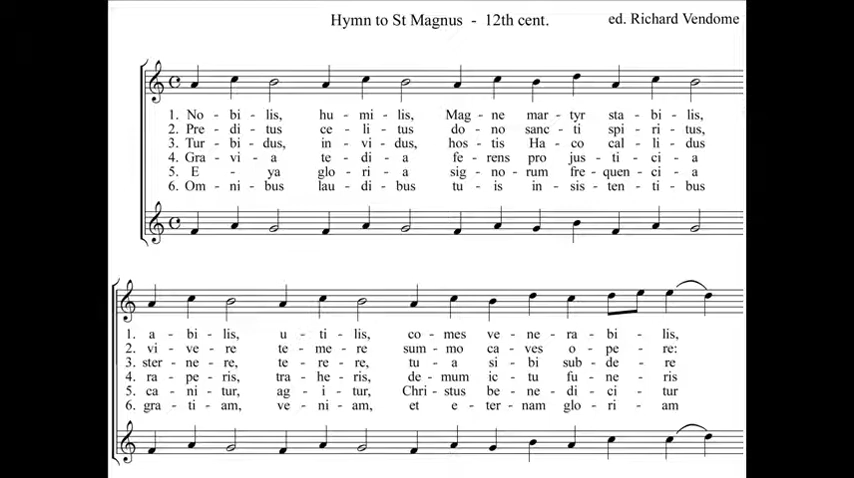 Hymn to St Magnus - 12th cent. ed. Richard Vendome
1. No - bi - lis, hu - mi - lis, Mag - ne mar - tyr sta - bi - lis,
2. Pre - di - tus ce - li - tus do - no sanc - ti spi - ri - tus,
3. Tur - bi - dus, in - vi - dus, hos - tis Ha - co cal - li - dus
4. Gra - vi - a te - di - a fe - rens pro jus - ti - ci - a
5. E - ya glo - ri - a sig - no - rum fre - quen - ci - a
6. Om - ni - bus lau - di - bus tu - is in - sis - ten - ti - bus
1. a - bi - lis, u - ti - lis, co - mes ve - ne - ra - bi - lis,
2. vi - ve - re te - me - re sum - mo ca - ves o - pe - re:
3. ster - ne - re, te - re - re, tu - a si - bi sub - de - re
4. ra - pe - ris, tra - he - ris, de - mum ic - tu fu - ne - ris
5. ca - ni - tur, ag - i - tur, Chri - stus be - ne - di - ci - tur
6. gra - ti - am, ve - ni - am, et e - ter - nam glo - ri - am